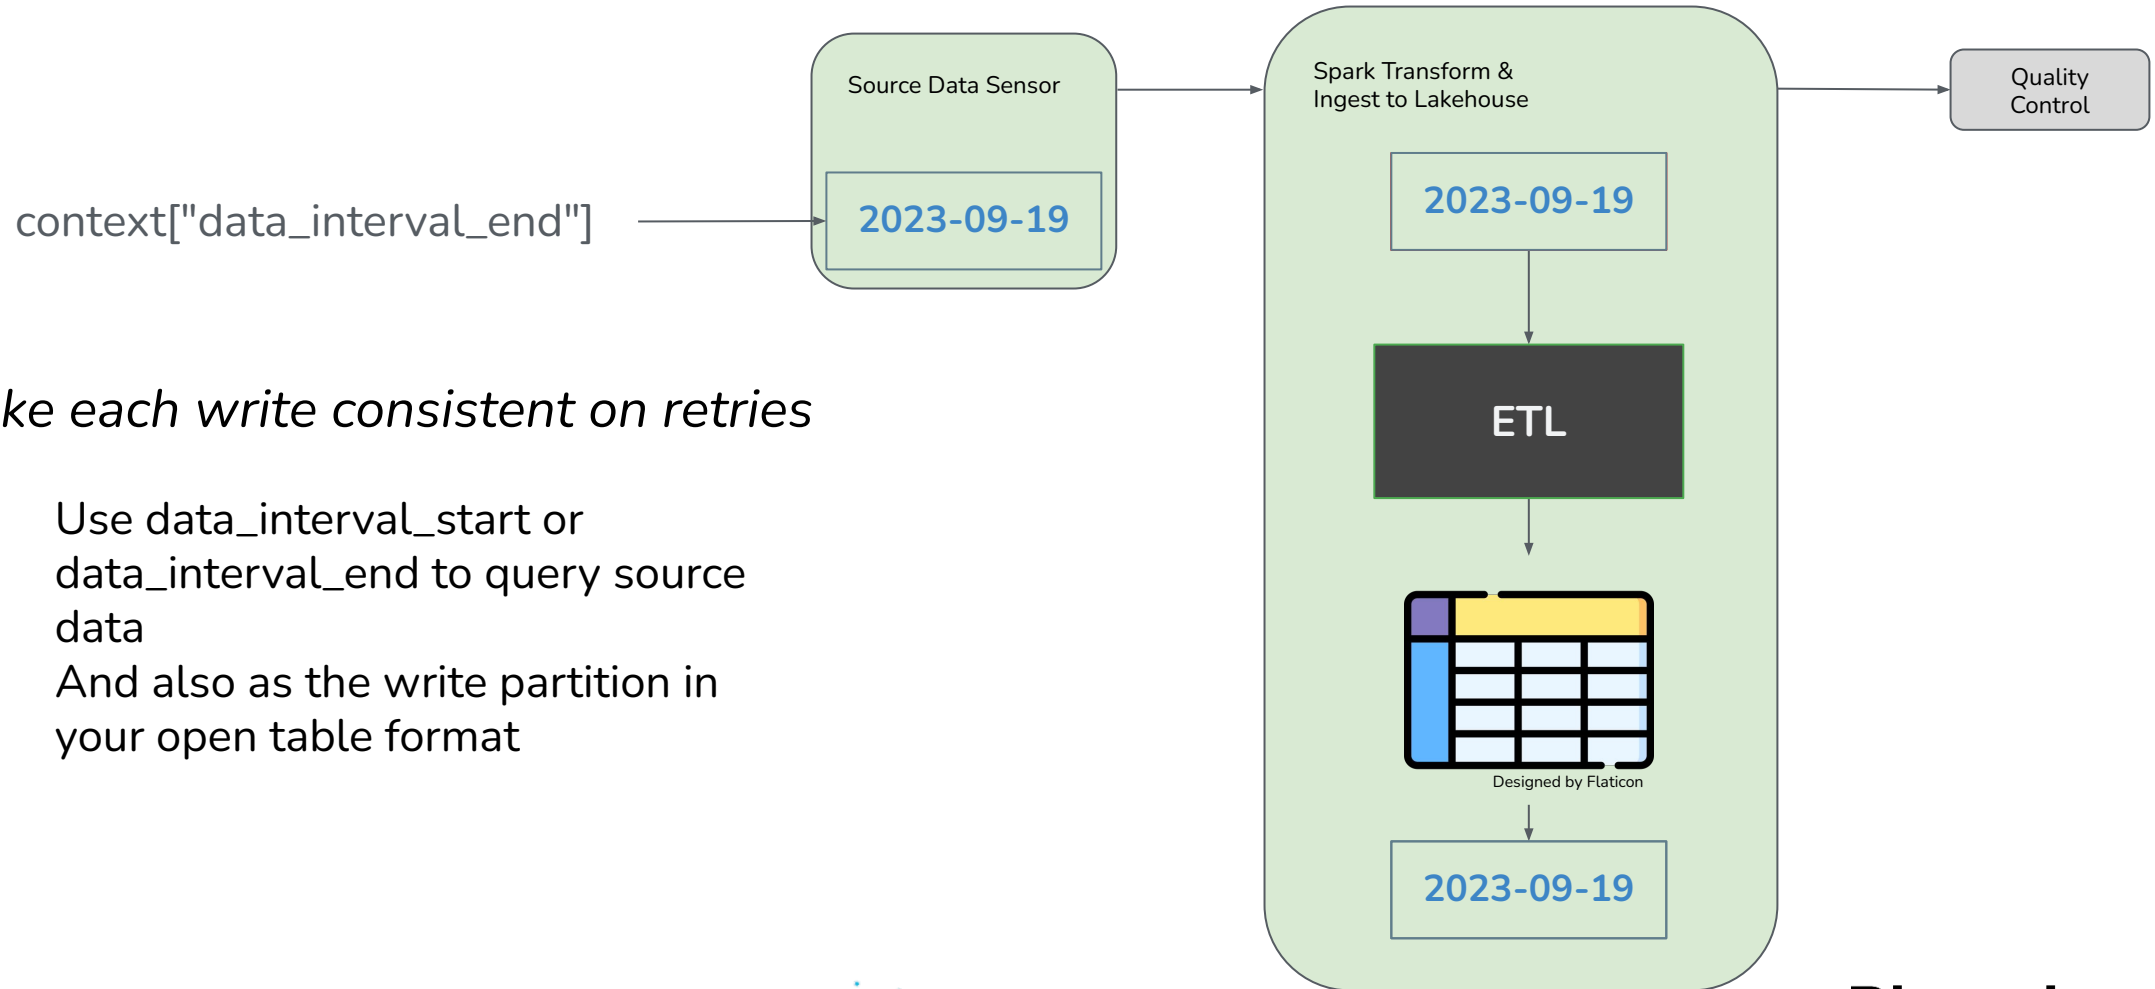 Source Data Sensor
Spark Transform &
Ingest to Lakehouse
Quality
Control
2023-09-19
context["data_interval_end"]
2023-09-19
ke each write consistent on retries
ETL
Use data_interval_start or
data_interval_end to query source
data
And also as the write partition in
your open table format
Designed by Flaticon
2023-09-19